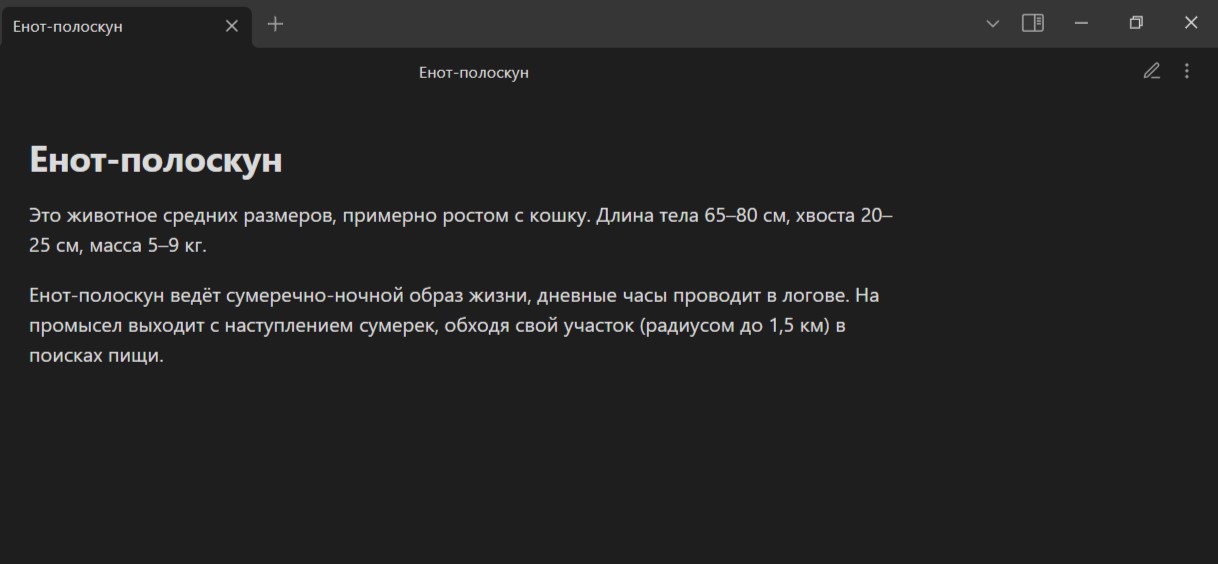 Енот-полоскун
Енот-полоскун
Енот-полоскун
Это животное средних размеров, примерно ростом с кошку. Длина тела 65–80 см, хвоста 20–
25 см, масса 5–9 кг.
Енот-полоскун ведёт сумеречно-ночной образ жизни, дневные часы проводит в логове. На
промысел выходит с наступлением сумерек, обходя свой участок (радиусом до 1,5 км) в
поисках пищи.